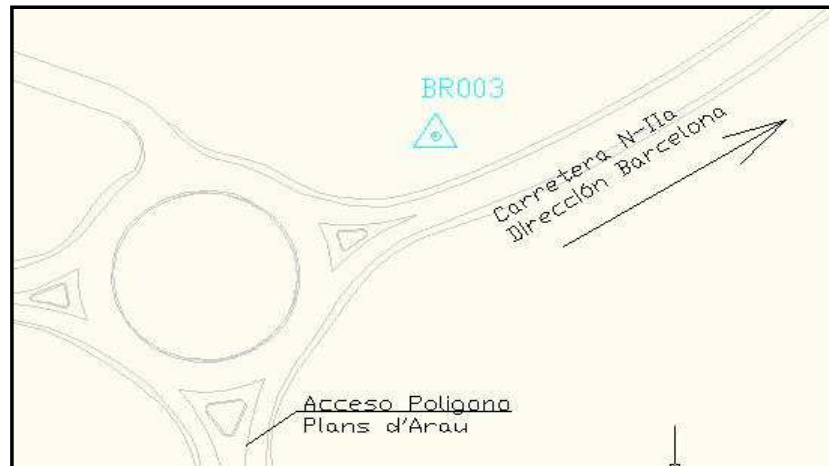 BR003
Carretera N-IIa
Dirección Barcelona
Acceso Poligono
Plans d'Arau